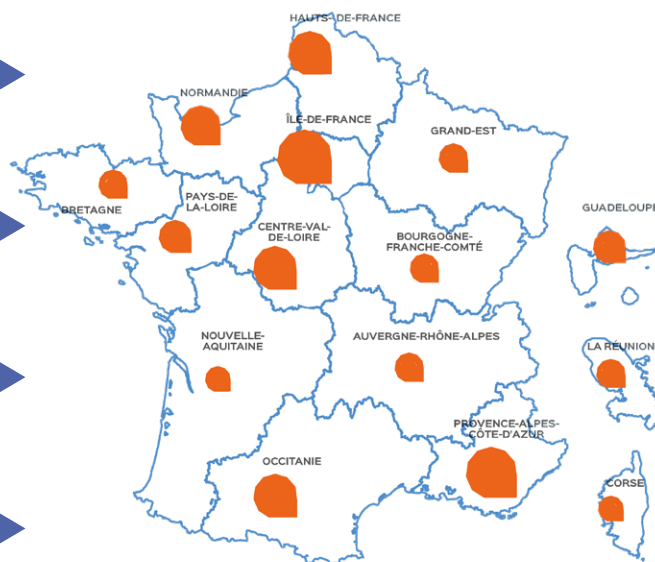 HAUTS- DE-FRANCE
NORMANDIE
ÎLE-DE-FRANCE
GRAND-EST
BRETAGNE
PAYS-DE-
LA-LOIRE
CENTRE-VAL-
DE-LOIRE
BOURGOGNE-
FRANCHE-COMTÉ
GUADELOUPE
NOUVELLE-
AQUITAINE
AUVERGNE-RHÔNE-ALPES
LA RÉUNION
PROVENCE-ALPES-
CÔTE-D'AZUR
OCCITANIE
CORSE